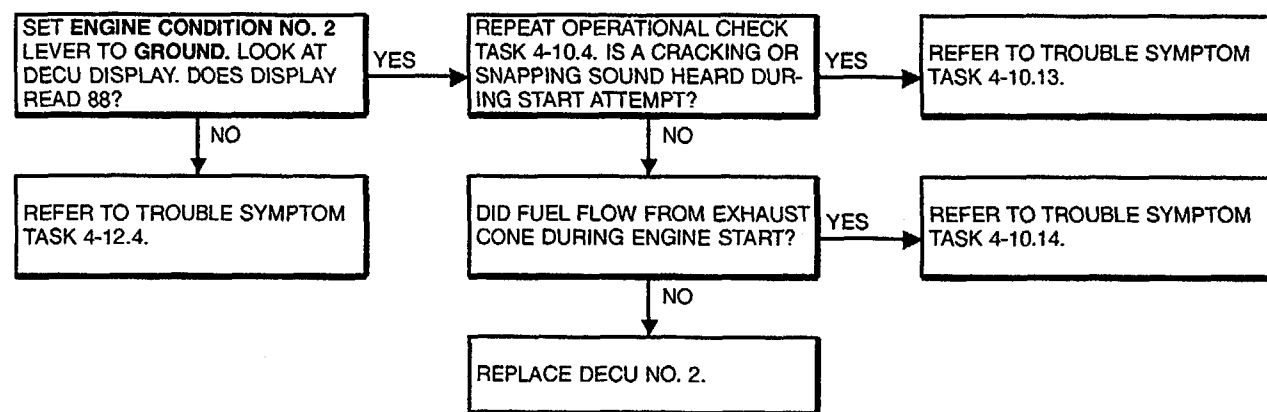 SET ENGINE CONDITION NO. 2
LEVER TO GROUND. LOOK AT
DECU DISPLAY. DOES DISPLAY
READ 88?
YES
REPEAT OPERATIONAL CHECK
TASK 4-10.4. IS A CRACKING OR
SNAPPING SOUND HEARD DUR-
ING START ATTEMPT?
YES
REFER TO TROUBLE SYMPTOM
TASK 4-10.13.
NO
NO
REFER TO TROUBLE SYMPTOM
TASK 4-12.4.
DID FUEL FLOW FROM EXHAUST
CONE DURING ENGINE START?
YES
REFER TO TROUBLE SYMPTOM
TASK 4-10.14.
NO
REPLACE DECU NO. 2.